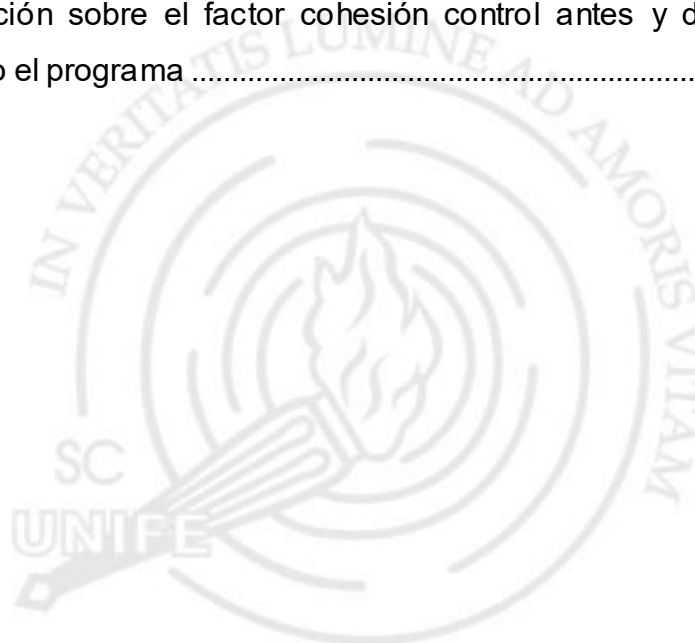 ción sobre el factor cohesión control antes y d
o el programa ................................................................
IN VERITATIS LUMINE AD AMORIS VITAM
SC
UNIFE